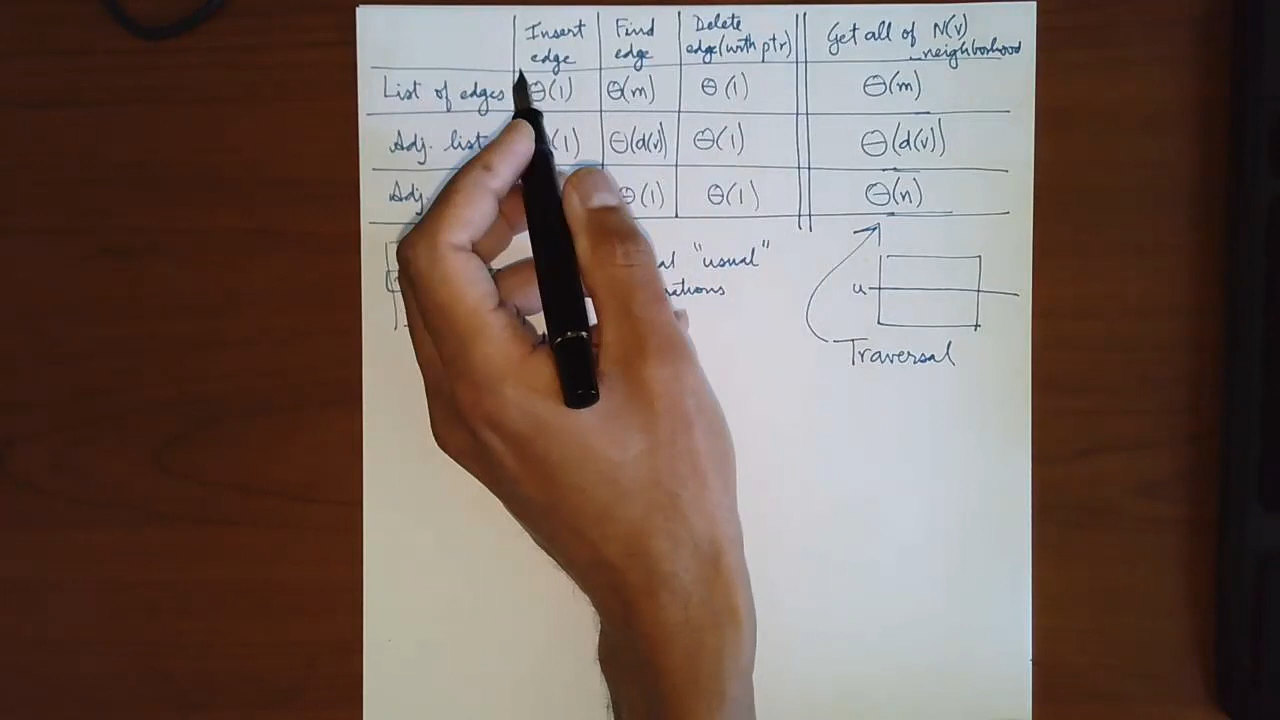 Insert Find Delete Get all of N(v)
edge edge edge(with ptr) neighborhood
List of edges Θ(1) Θ(m) Θ(1) Θ(m)
Adj. list (1) Θ(d(v)) Θ(1) Θ(d(v))
Adj. Θ(1) Θ(1) Θ(n)
"usual"
u
Traversal